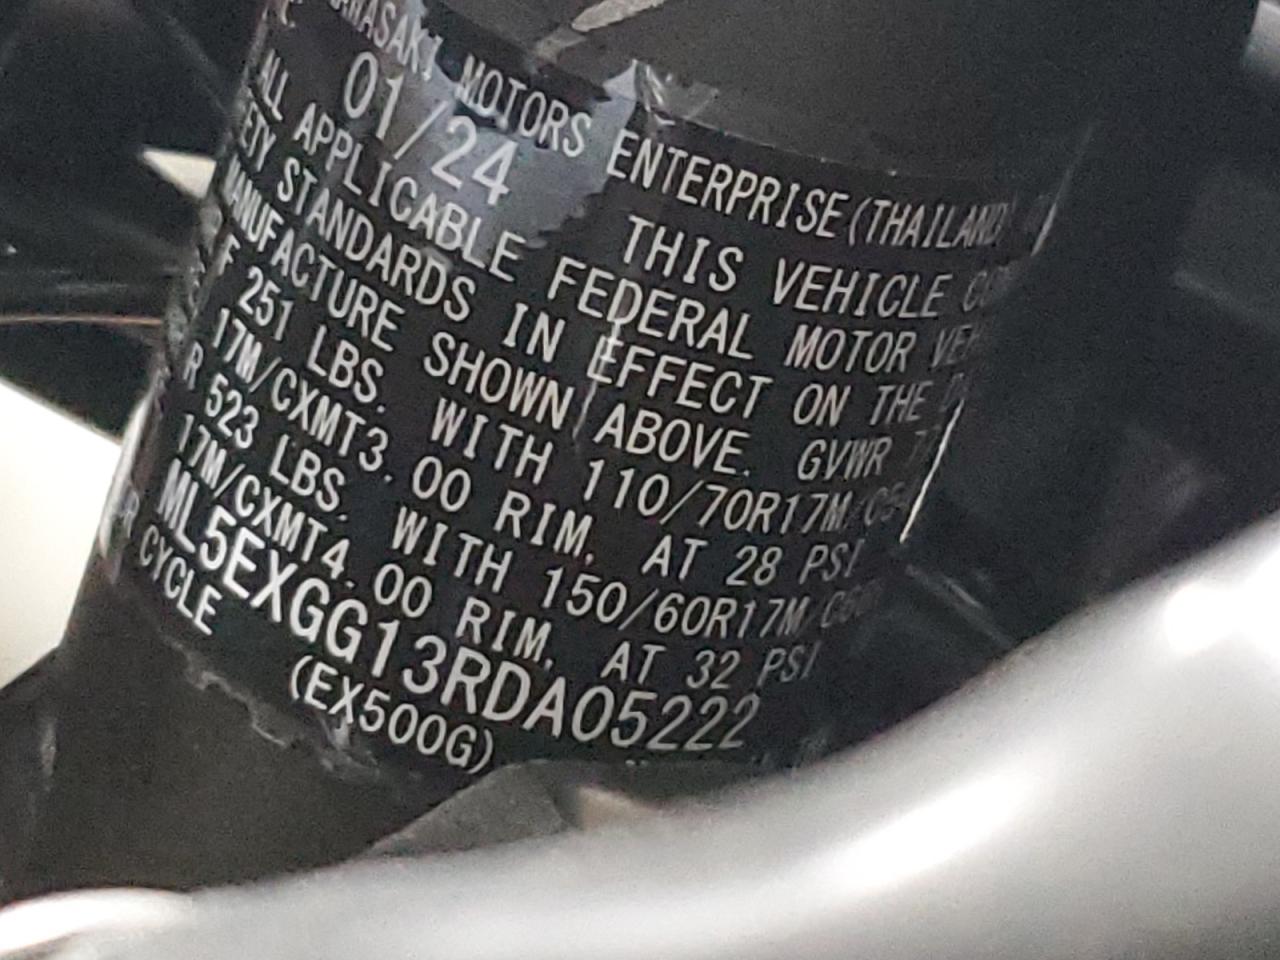 KAWASAKI MOTORS ENTERPRISE (THAILAND)
01/24 THIS VEHICLE
ALL APPLICABLE FEDERAL MOTOR
STANDARDS IN EFFECT ON THE
MANUFACTURE SHOWN ABOVE. GVWR
F 251 LBS. WITH 110/70R17M/C
17M/CXMT3.00 RIM, AT 28 PSI
R 523 LBS. WITH 150/60R17M/C
17M/CXMT4.00 RIM, AT 32 PSI
ML5EXGG13RDA05222
CYCLE (EX500G)